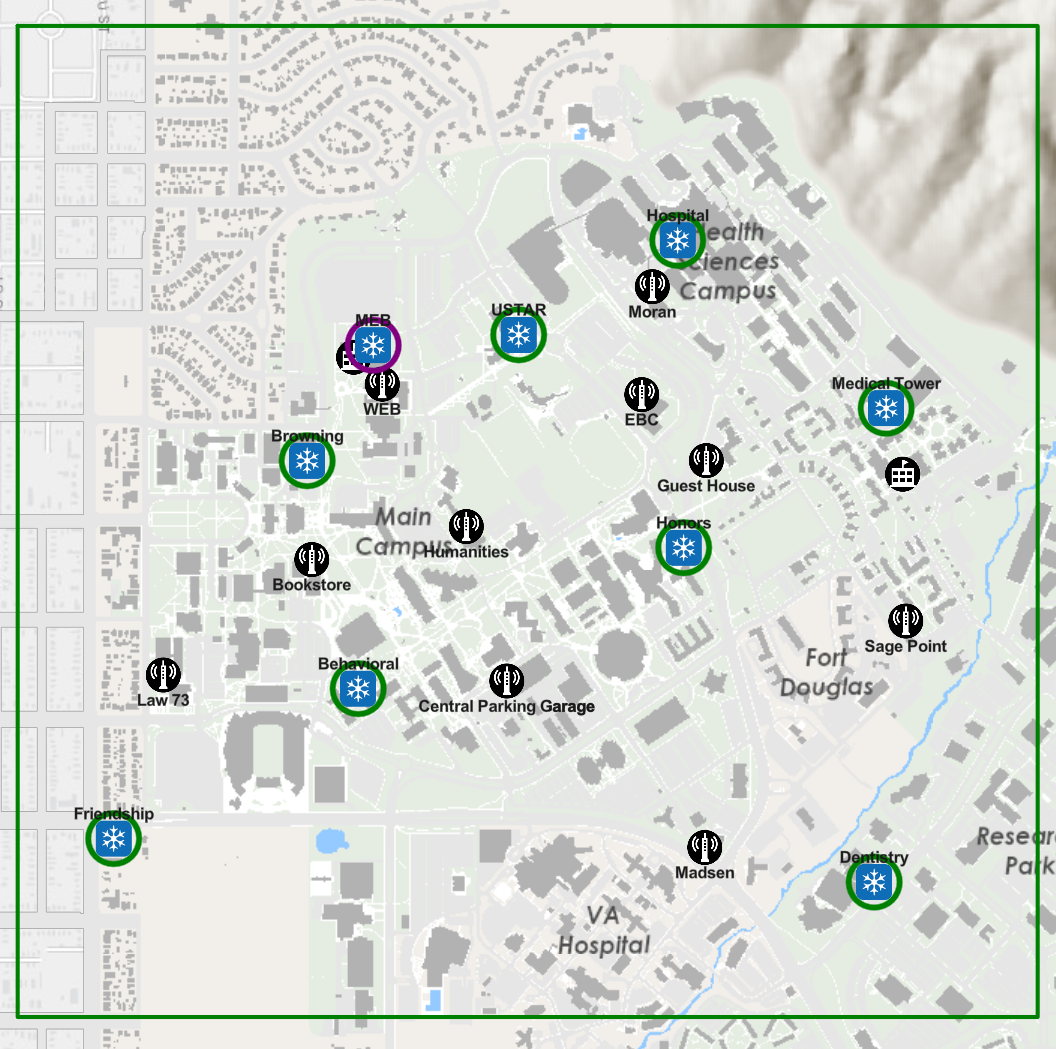 Hospital
Health
Sciences
Campus
Moran
USTAR
MEB
WEB
EBC
Medical Tower
Browning
Guest House
Main
Campus
Humanities
Honors
Bookstore
Sage Point
Fort
Douglas
Behavioral
Law 73
Central Parking Garage
Friendship
Madsen
Dentistry
Resear
Park
VA
Hospital